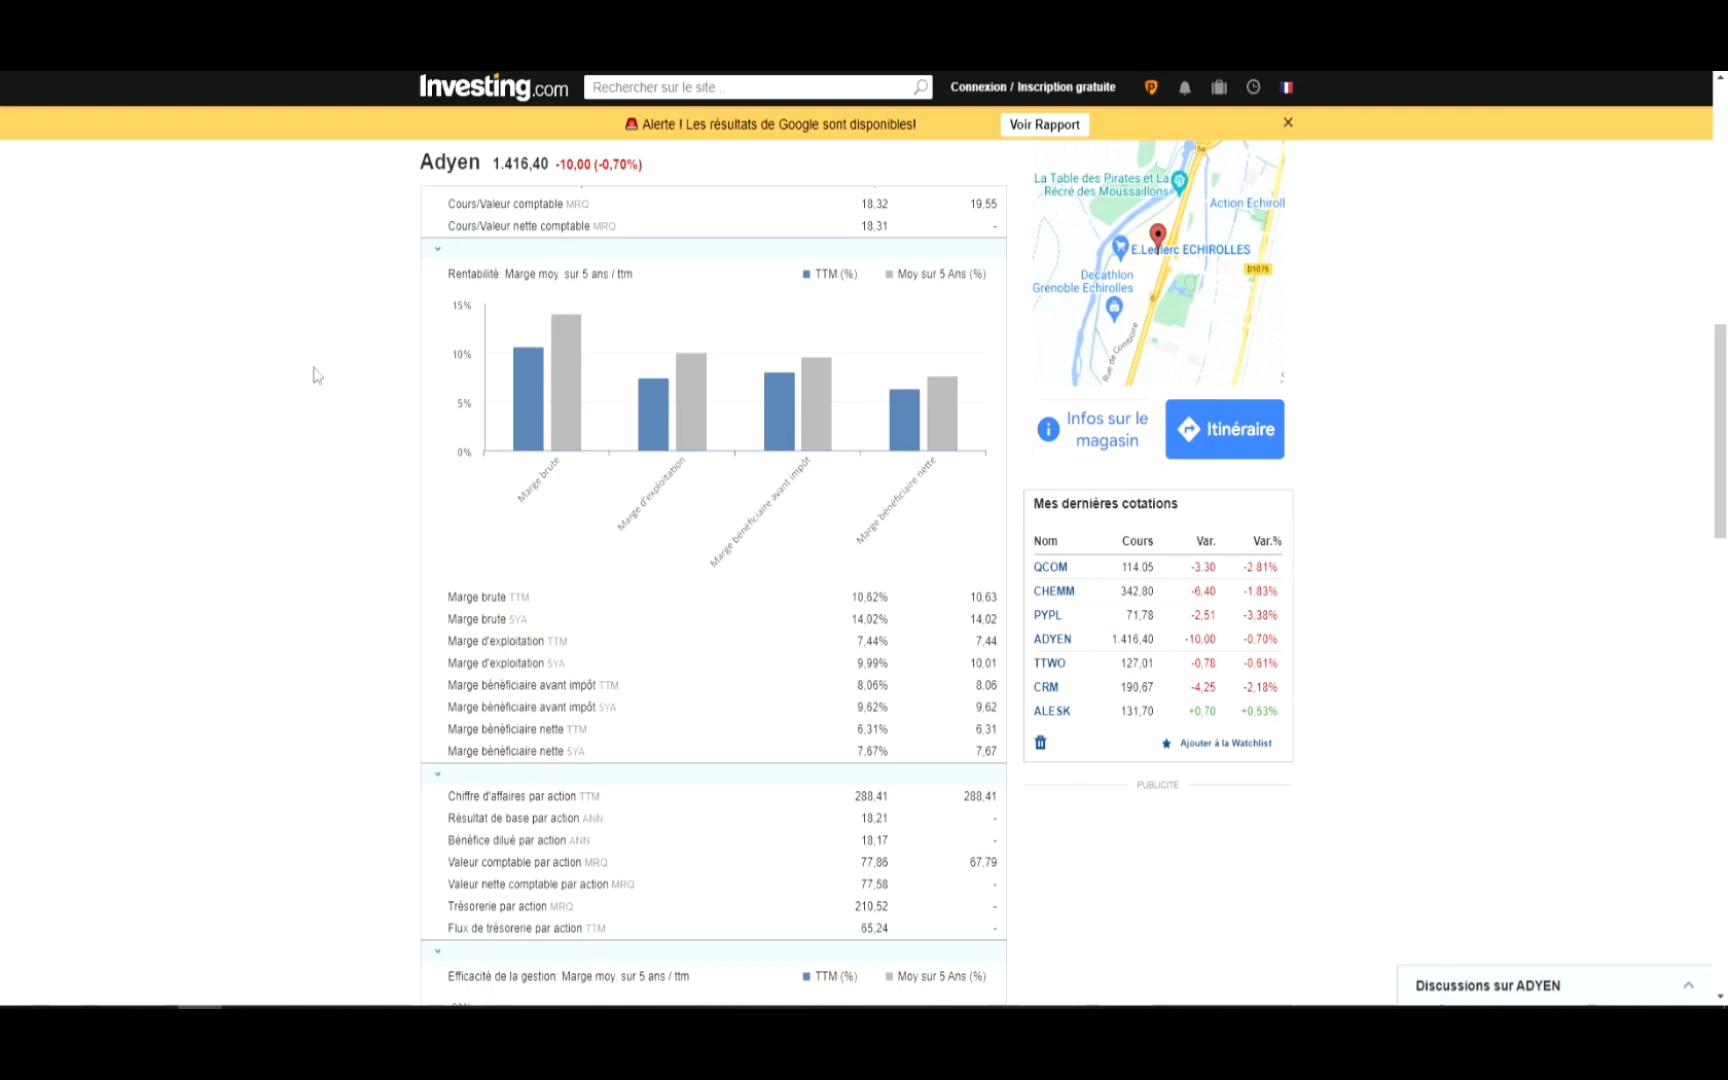 Investing.com
Rechercher sur le site...
Connexion / Inscription gratuite
Alerte ! Les résultats de Google sont disponibles!
Voir Rapport
Adyen 1.416,40 -10,00 (-0,70%)
Cours/Valeur comptable MRQ 18,32 19,55
Cours/Valeur nette comptable MRQ 18,31 -
Rentabilité: Marge moy. sur 5 ans / ttm
TTM (%) Moy sur 5 Ans (%)
15%
10%
5%
0%
Marge brute
Marge d'exploitation
Marge bénéficiaire avant impôt
Marge bénéficiaire nette
Marge brute TTM 10,62% 10,63
Marge brute 5YA 14,02% 14,02
Marge d'exploitation TTM 7,44% 7,44
Marge d'exploitation 5YA 9,99% 10,01
Marge bénéficiaire avant impôt TTM 8,06% 8,06
Marge bénéficiaire avant impôt 5YA 9,62% 9,62
Marge bénéficiaire nette TTM 6,31% 6,31
Marge bénéficiaire nette 5YA 7,67% 7,67
Chiffre d'affaires par action TTM 288,41 288,41
Résultat de base par action ANN 18,21 -
Bénéfice dilué par action ANN 18,17 -
Valeur comptable par action MRQ 77,86 67,79
Valeur nette comptable par action MRQ 77,58 -
Trésorerie par action MRQ 210,52 -
Flux de trésorerie par action TTM 65,24 -
Efficacité de la gestion: Marge moy. sur 5 ans / ttm
TTM (%) Moy sur 5 Ans (%)
La Table des Pirates et La
Récré des Moussaillons
Action Echiroll
E.Leclerc ECHIROLLES
D1075
Decathlon
Grenoble Echirolles
Rue de Comboire
Infos sur le
magasin
Itinéraire
Mes dernières cotations
Nom Cours Var. Var.%
QCOM 114.05 -3.30 -2.81%
CHEMM 342,80 -6,40 -1,83%
PYPL 71,78 -2,51 -3,38%
ADYEN 1.416,40 -10,00 -0,70%
TTWO 127,01 -0,78 -0,61%
CRM 190,67 -4,25 -2,18%
ALESK 131,70 +0,70 +0,53%
Ajouter à la Watchlist
PUBLICITÉ
Discussions sur ADYEN